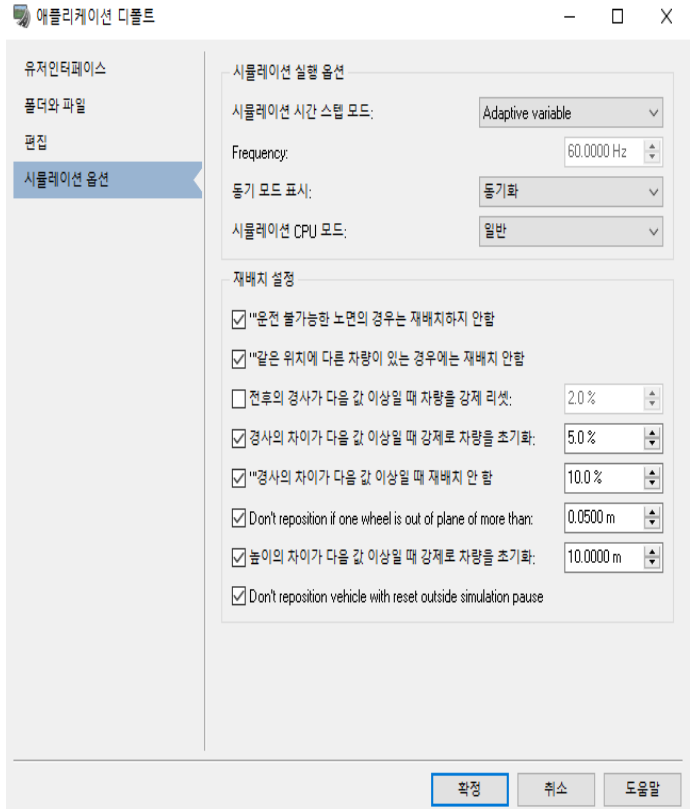 애플리케이션 디폴트
유저인터페이스
폴더와 파일
편집
시뮬레이션 옵션
시뮬레이션 실행 옵션
시뮬레이션 시간 스텝 모드: Adaptive variable
Frequency: 60.0000 Hz
동기 모드 표시: 동기화
시뮬레이션 CPU 모드: 일반
재배치 설정
'"운전 불가능한 노면의 경우는 재배치하지 안함
'"같은 위치에 다른 차량이 있는 경우에는 재배치 안함
전후의 경사가 다음 값 이상일 때 차량을 강제 리셋: 2.0 %
경사의 차이가 다음 값 이상일 때 강제로 차량을 초기화: 5.0 %
'"경사의 차이가 다음 값 이상일 때 재배치 안 함 10.0 %
Don't reposition if one wheel is out of plane of more than: 0.0500 m
높이의 차이가 다음 값 이상일 때 강제로 차량을 초기화: 10.0000 m
Don't reposition vehicle with reset outside simulation pause
확정 취소 도움말